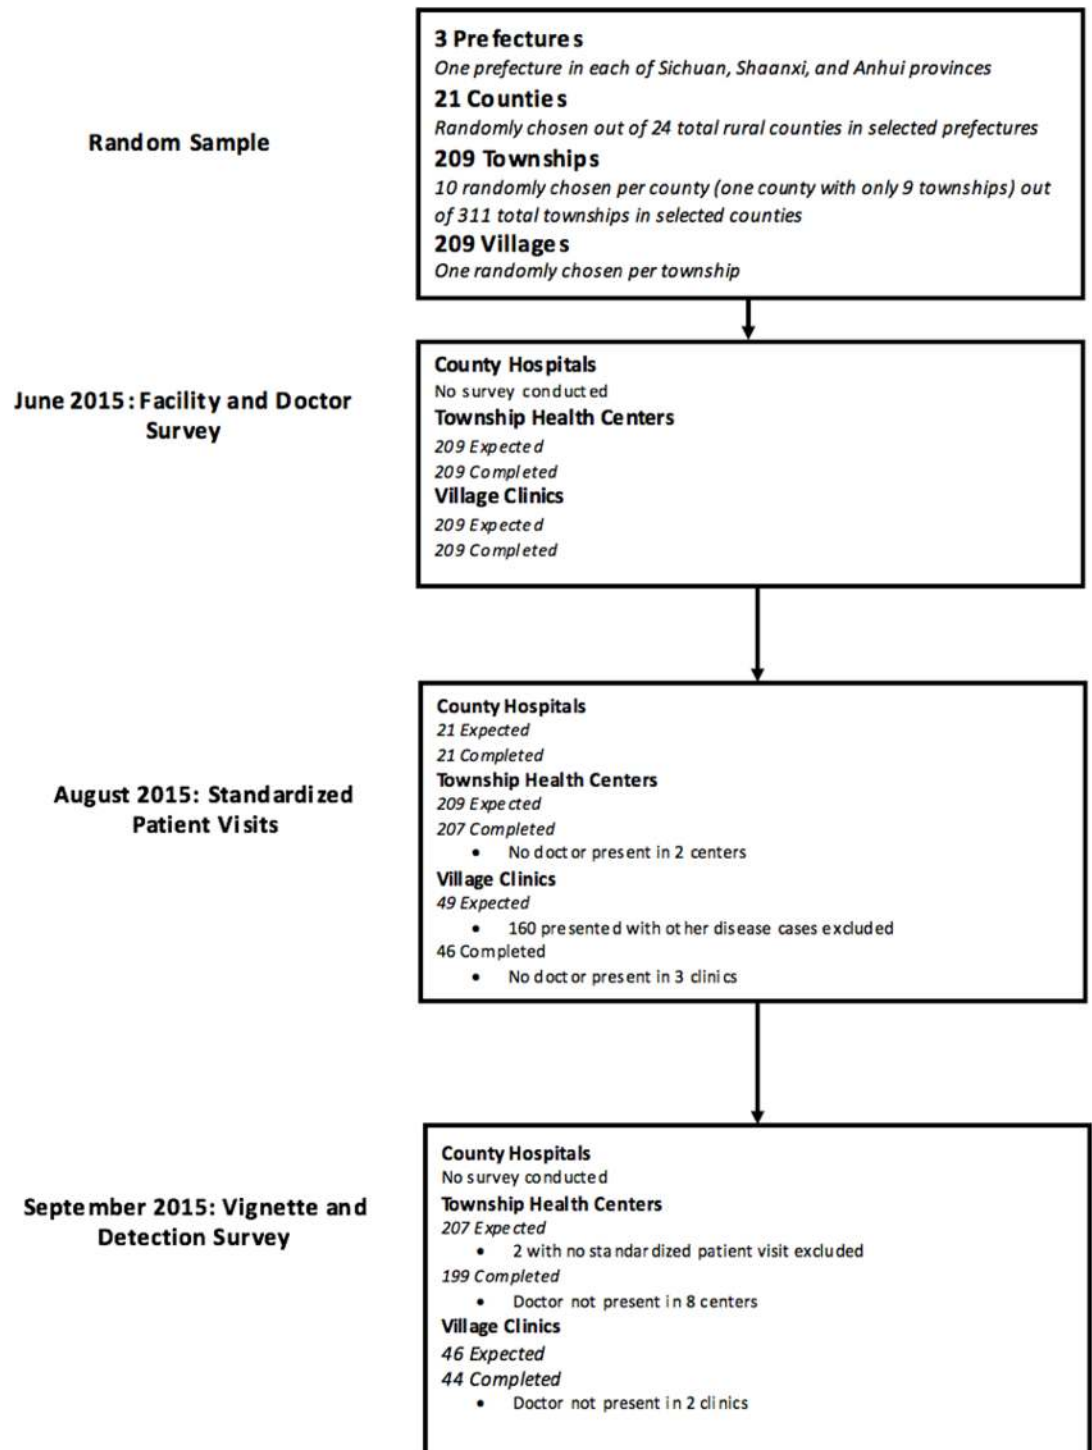 Random Sample
3 Prefectures
One prefecture in each of Sichuan, Shaanxi, and Anhui provinces
21 Counties
Randomly chosen out of 24 total rural counties in selected prefectures
209 Townships
10 randomly chosen per county (one county with only 9 townships) out
of 311 total townships in selected counties
209 Villages
One randomly chosen per township
June 2015: Facility and Doctor
Survey
County Hospitals
No survey conducted
Township Health Centers
209 Expected
209 Completed
Village Clinics
209 Expected
209 Completed
August 2015: Standardized
Patient Visits
County Hospitals
21 Expected
21 Completed
Township Health Centers
209 Expected
207 Completed
• No doctor present in 2 centers
Village Clinics
49 Expected
• 160 presented with other disease cases excluded
46 Completed
• No doctor present in 3 clinics
September 2015: Vignette and
Detection Survey
County Hospitals
No survey conducted
Township Health Centers
207 Expected
• 2 with no standardized patient visit excluded
199 Completed
• Doctor not present in 8 centers
Village Clinics
46 Expected
44 Completed
• Doctor not present in 2 clinics